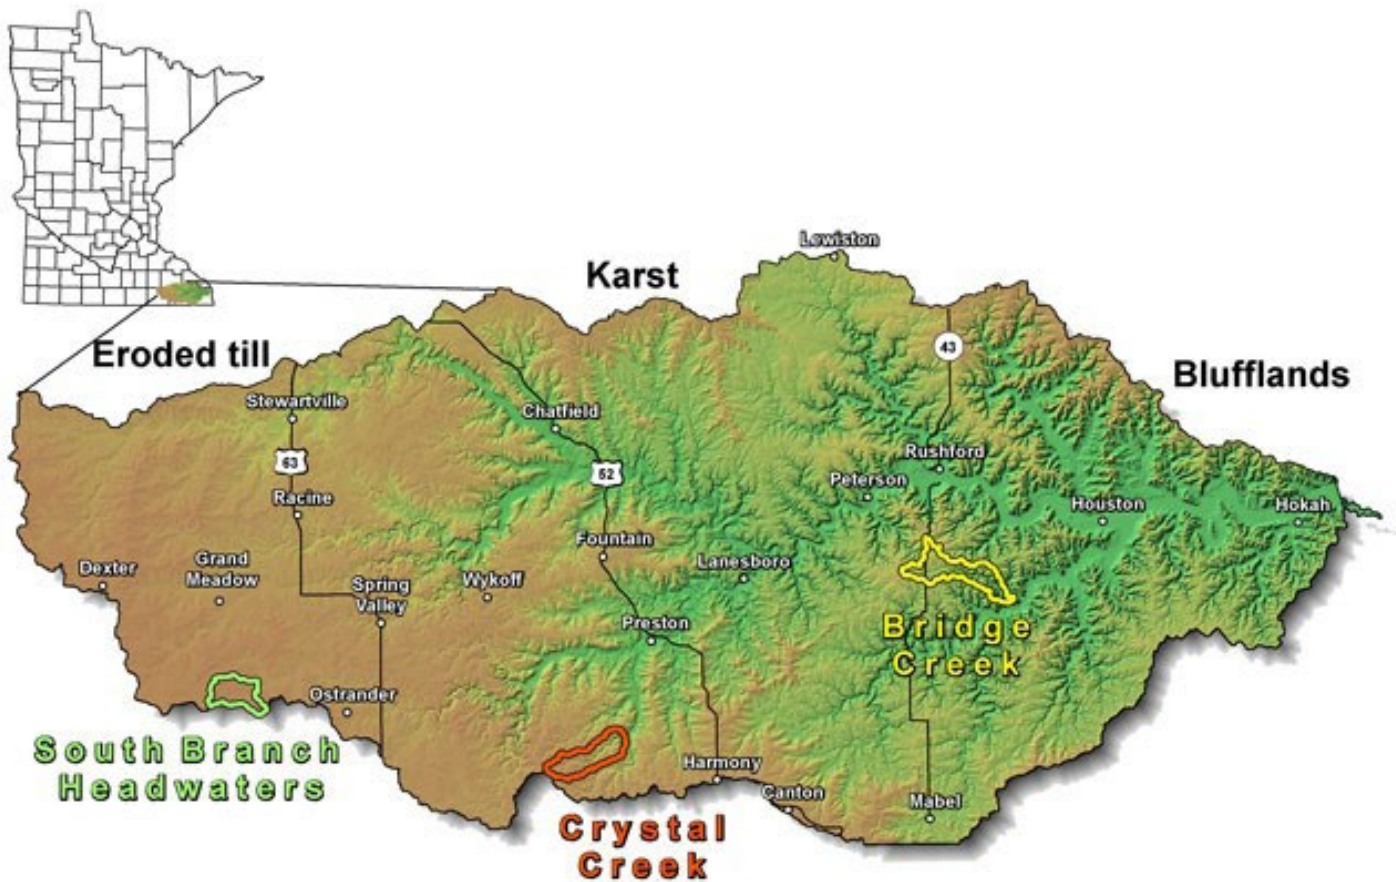 Lewiston
Karst
Eroded till
43
Blufflands
Stewartville
Chatfield
63
52
Rushford
Peterson
Racine
Houston
Hokah
Fountain
Dexter
Grand
Meadow
Lanesboro
Spring
Valley
Wykoff
Preston
Bridge
Creek
Ostrander
South Branch
Headwaters
Harmony
Canton
Mabel
Crystal
Creek